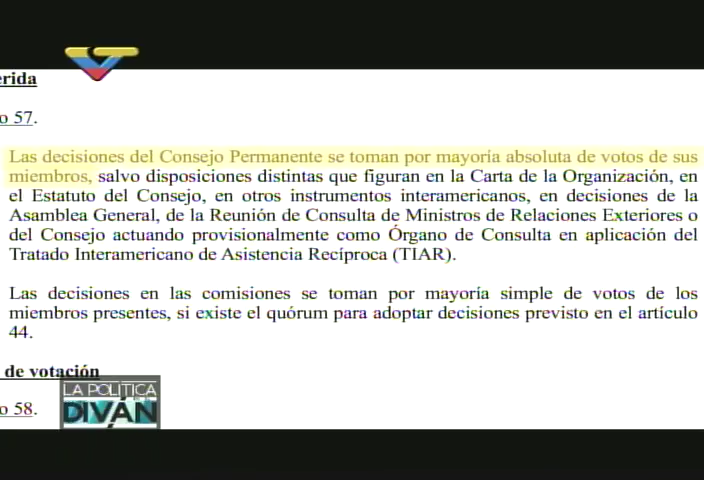 erida
o 57.
Las decisiones del Consejo Permanente se toman por mayoría absoluta de votos de sus
miembros, salvo disposiciones distintas que figuran en la Carta de la Organización, en
el Estatuto del Consejo, en otros instrumentos interamericanos, en decisiones de la
Asamblea General, de la Reunión de Consulta de Ministros de Relaciones Exteriores o
del Consejo actuando provisionalmente como Órgano de Consulta en aplicación del
Tratado Interamericano de Asistencia Recíproca (TIAR).
Las decisiones en las comisiones se toman por mayoría simple de votos de los
miembros presentes, si existe el quórum para adoptar decisiones previsto en el artículo
44.
de votación
o 58.
LA POLÍTICA
DIVÁN